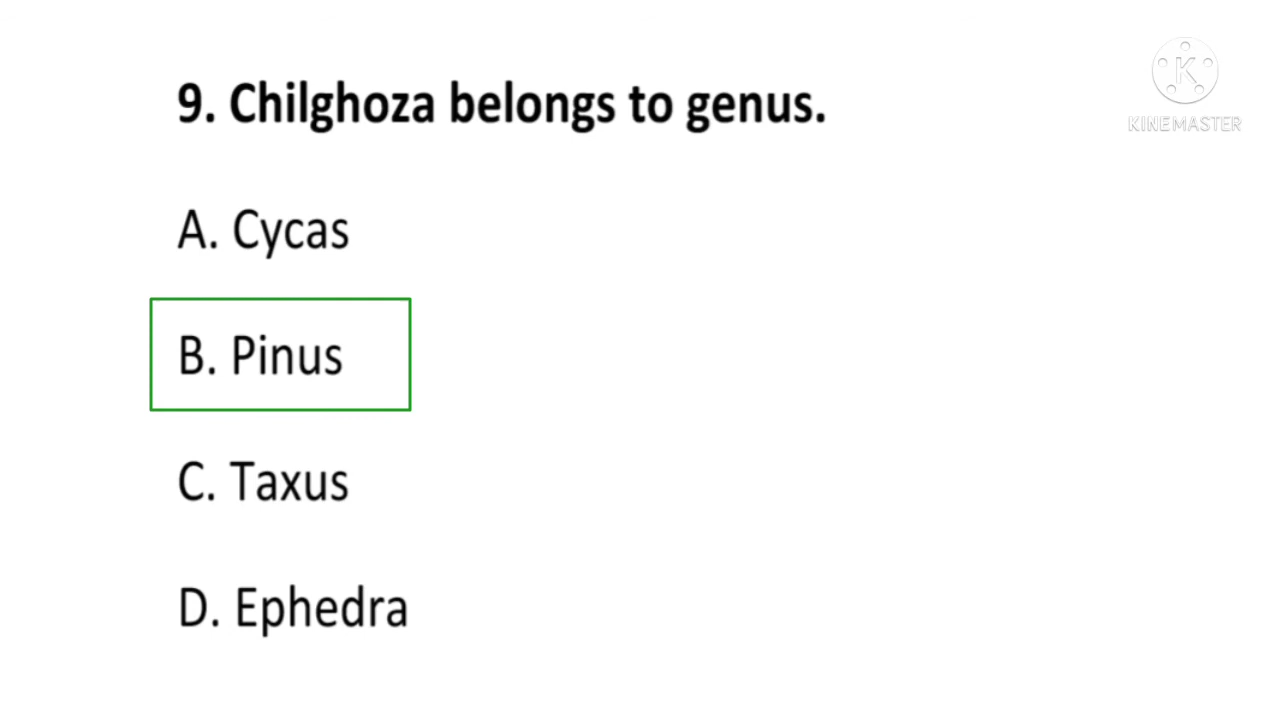 9. Chilghoza belongs to genus.
K
KINEMASTER
A. Cycas
B. Pinus
C. Taxus
D. Ephedra